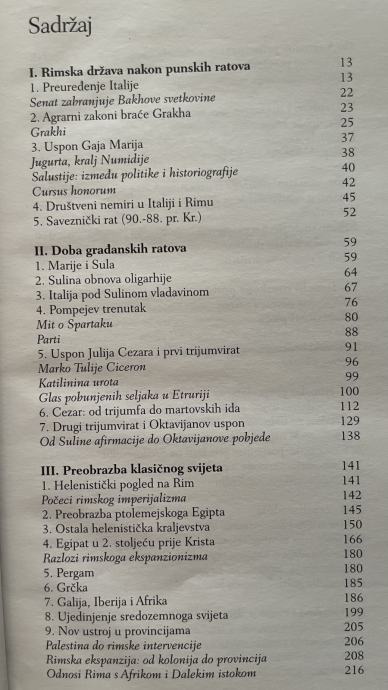 Sadržaj
I. Rimska država nakon punskih ratova 13
1. Preuređenje Italije 13
Senat zabranjuje Bakhove svetkovine 22
2. Agrarni zakoni braće Grakha 23
Grakhi 25
3. Uspon Gaja Marija 37
Jugurta, kralj Numidije 38
Salustije: između politike i historiografije 40
Cursus honorum 42
4. Društveni nemiri u Italiji i Rimu 45
5. Saveznički rat (90.-88. pr. Kr.) 52
II. Doba građanskih ratova 59
1. Marije i Sula 59
2. Sulina obnova oligarhije 64
3. Italija pod Sulinom vladavinom 67
4. Pompejev trenutak 76
Mit o Spartaku 80
Parti 88
5. Uspon Julija Cezara i prvi trijumvirat 91
Marko Tulije Ciceron 96
Katilinina urota 99
Glas pobunjenih seljaka u Etruriji 100
6. Cezar: od trijumfa do martovskih ida 112
7. Drugi trijumvirat i Oktavijanov uspon 129
Od Suline afirmacije do Oktavijanove pobjede 138
III. Preobrazba klasičnog svijeta 141
1. Helenistički pogled na Rim 141
Počeci rimskog imperijalizma 142
2. Preobrazba ptolemejskoga Egipta 145
3. Ostala helenistička kraljevstva 150
4. Egipat u 2. stoljeću prije Krista 166
Razlozi rimskoga ekspanzionizma 180
5. Pergam 180
6. Grčka 185
7. Galija, Iberija i Afrika 186
8. Ujedinjenje sredozemnoga svijeta 199
9. Nov ustroj u provincijama 205
Palestina do rimske intervencije 206
Rimska ekspanzija: od kolonija do provincija 208
Odnosi Rima s Afrikom i Dalekim istokom 216